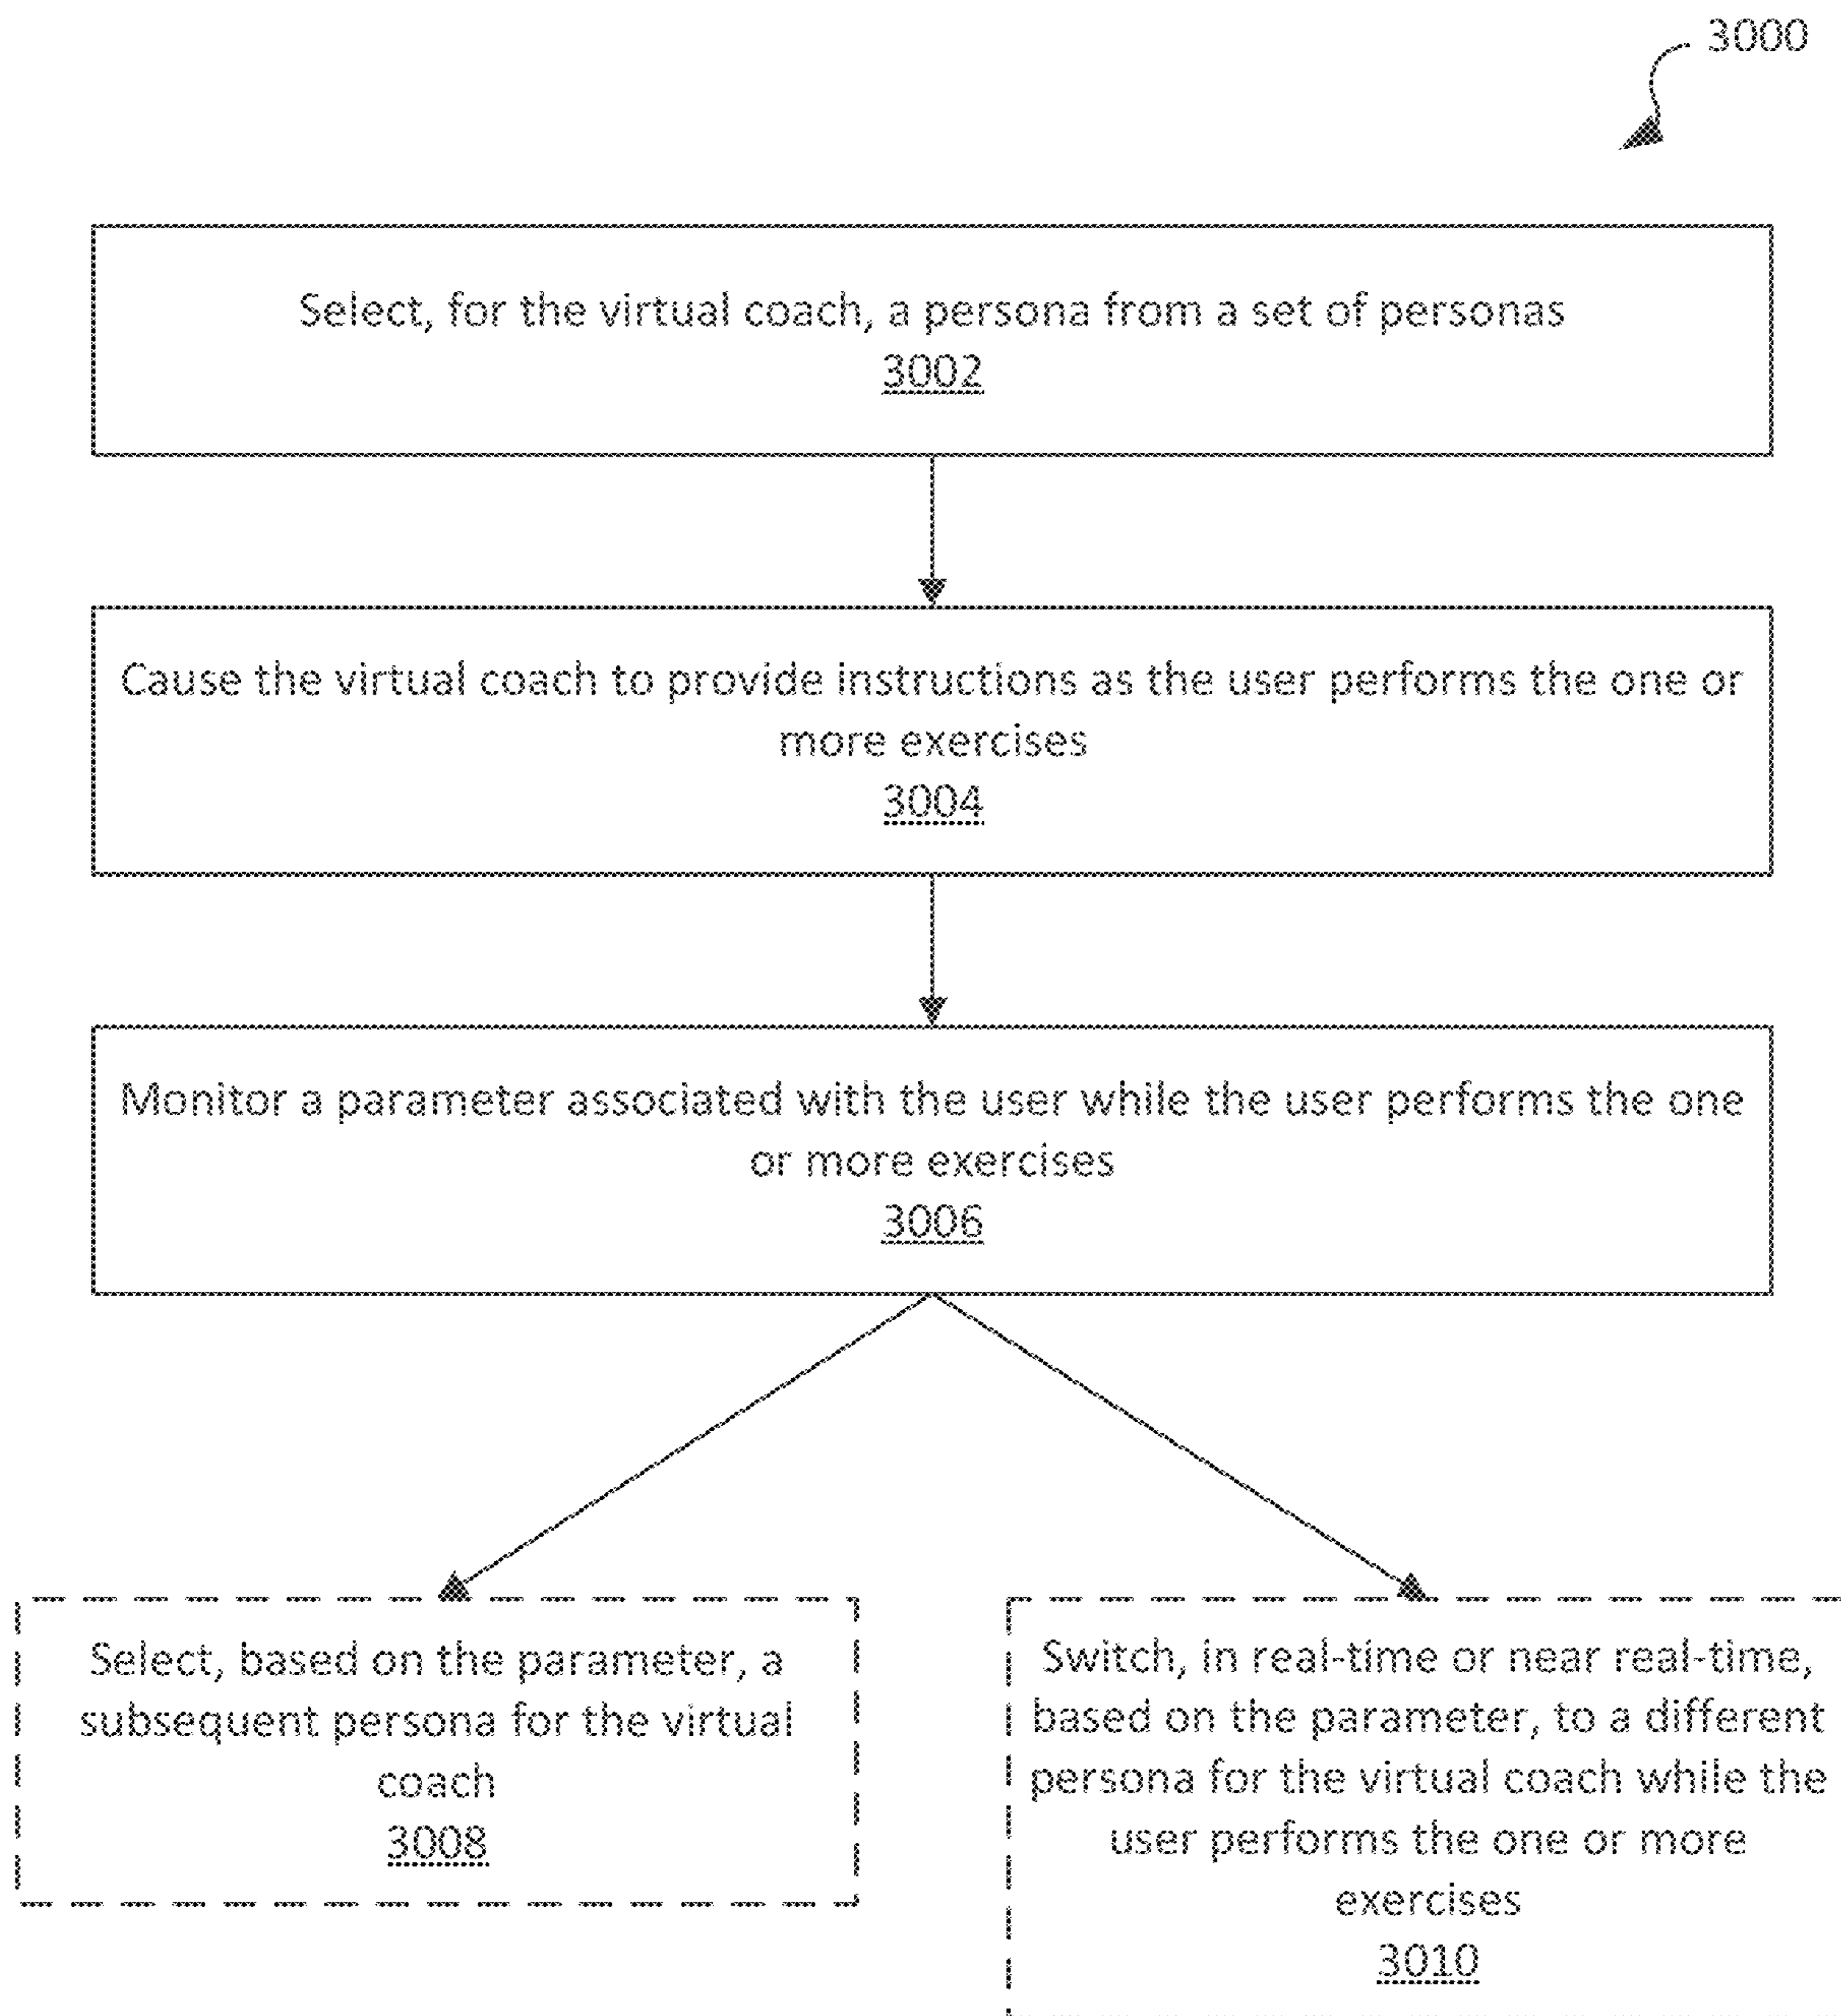 3000
Select, for the virtual coach, a persona from a set of personas
3002
Cause the virtual coach to provide instructions as the user performs the one or
more exercises
3004
Monitor a parameter associated with the user while the user performs the one
or more exercises
3006
Select, based on the parameter, a
subsequent persona for the virtual
coach
3008
Switch, in real-time or near real-time,
based on the parameter, to a different
persona for the virtual coach while the
user performs the one or more
exercises
3010